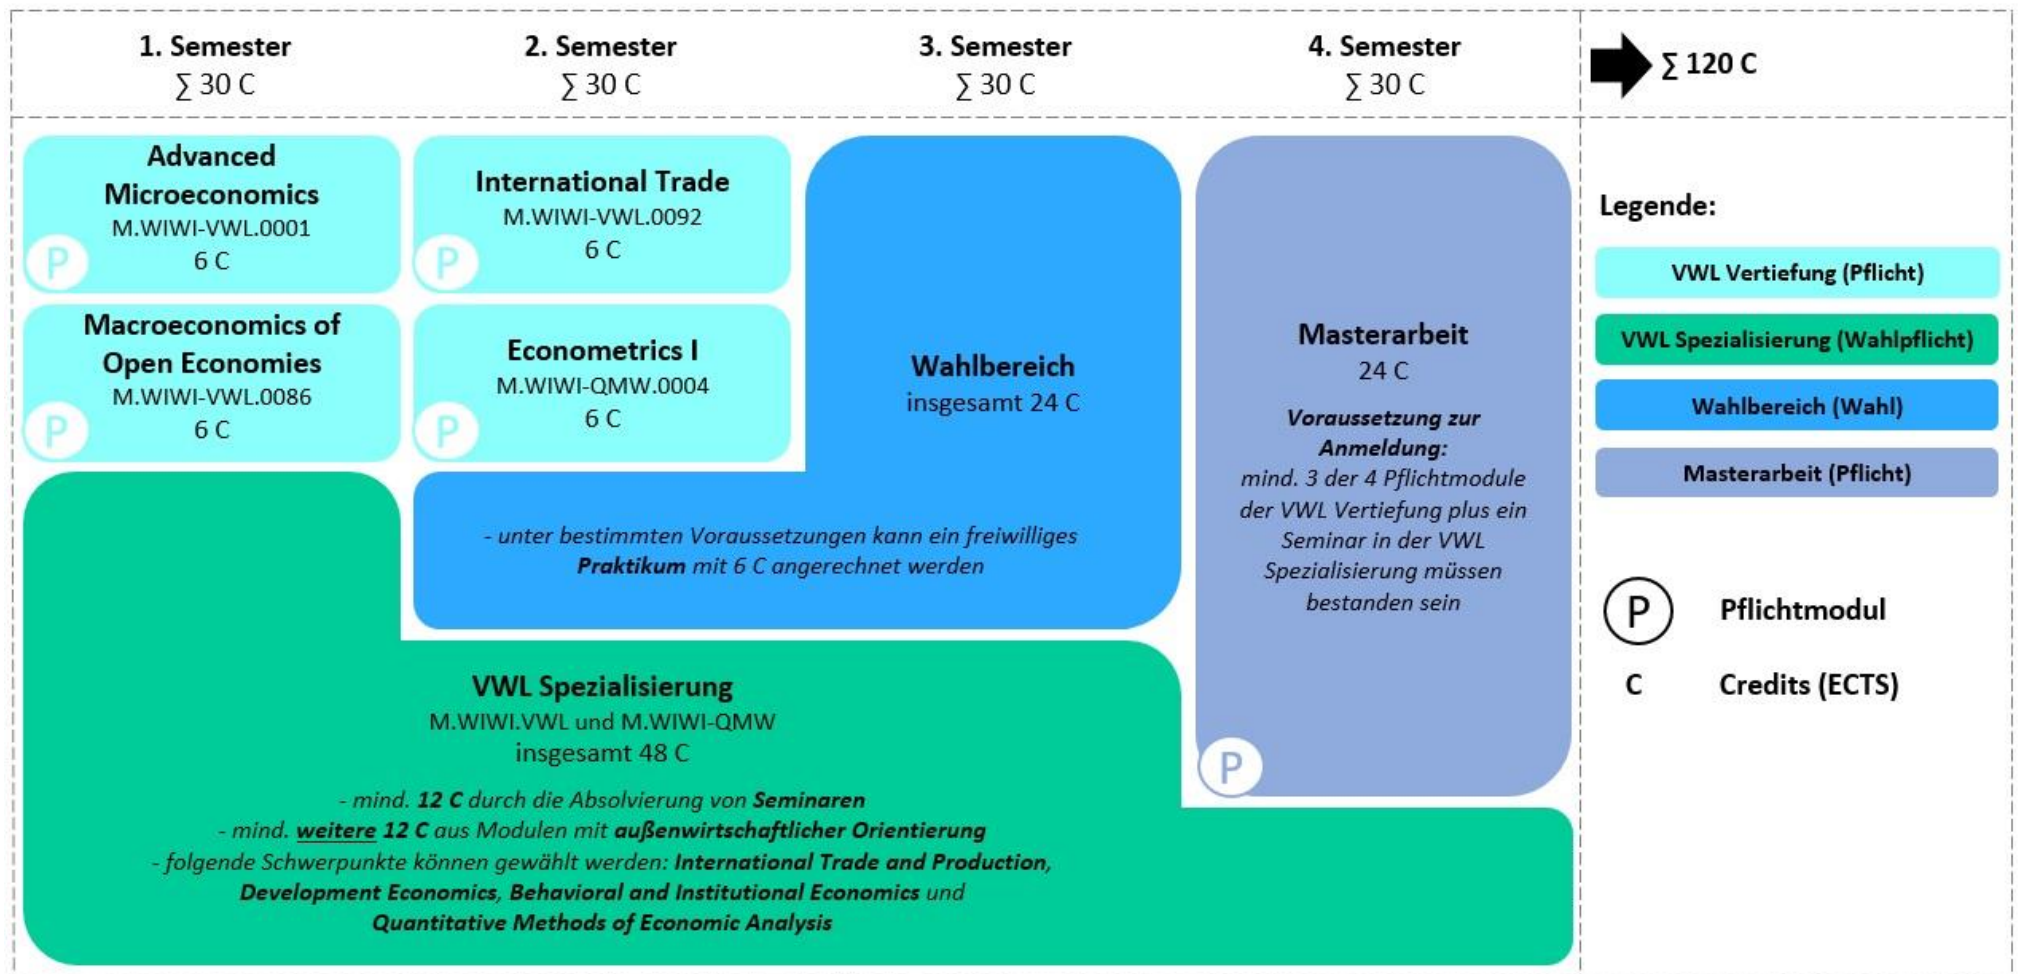 1. Semester
∑ 30 C
2. Semester
∑ 30 C
3. Semester
∑ 30 C
4. Semester
∑ 30 C
∑ 120 C
Advanced
Microeconomics
M.WIWI-VWL.0001
6 C
P
International Trade
M.WIWI-VWL.0092
6 C
P
Macroeconomics of
Open Economies
M.WIWI-VWL.0086
6 C
P
Econometrics I
M.WIWI-QMW.0004
6 C
P
Wahlbereich
insgesamt 24 C
- unter bestimmten Voraussetzungen kann ein freiwilliges
Praktikum mit 6 C angerechnet werden
Masterarbeit
24 C
Voraussetzung zur
Anmeldung:
mind. 3 der 4 Pflichtmodule
der VWL Vertiefung plus ein
Seminar in der VWL
Spezialisierung müssen
bestanden sein
P
VWL Spezialisierung
M.WIWI.VWL und M.WIWI-QMW
insgesamt 48 C
- mind. 12 C durch die Absolvierung von Seminaren
- mind. weitere 12 C aus Modulen mit außenwirtschaftlicher Orientierung
- folgende Schwerpunkte können gewählt werden: International Trade and Production,
Development Economics, Behavioral and Institutional Economics und
Quantitative Methods of Economic Analysis
Legende:
VWL Vertiefung (Pflicht)
VWL Spezialisierung (Wahlpflicht)
Wahlbereich (Wahl)
Masterarbeit (Pflicht)
P Pflichtmodul
C Credits (ECTS)